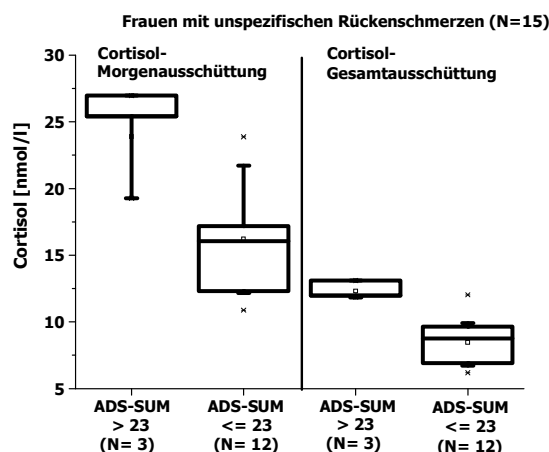 Frauen mit unspezifischen Rückenschmerzen (N=15)
Cortisol-
Morgenausschüttung
Cortisol-
Gesamtausschüttung
Cortisol [nmol/l]
30
25
20
15
10
5
ADS-SUM
> 23
(N= 3)
ADS-SUM
<= 23
(N= 12)
ADS-SUM
> 23
(N= 3)
ADS-SUM
<= 23
(N= 12)